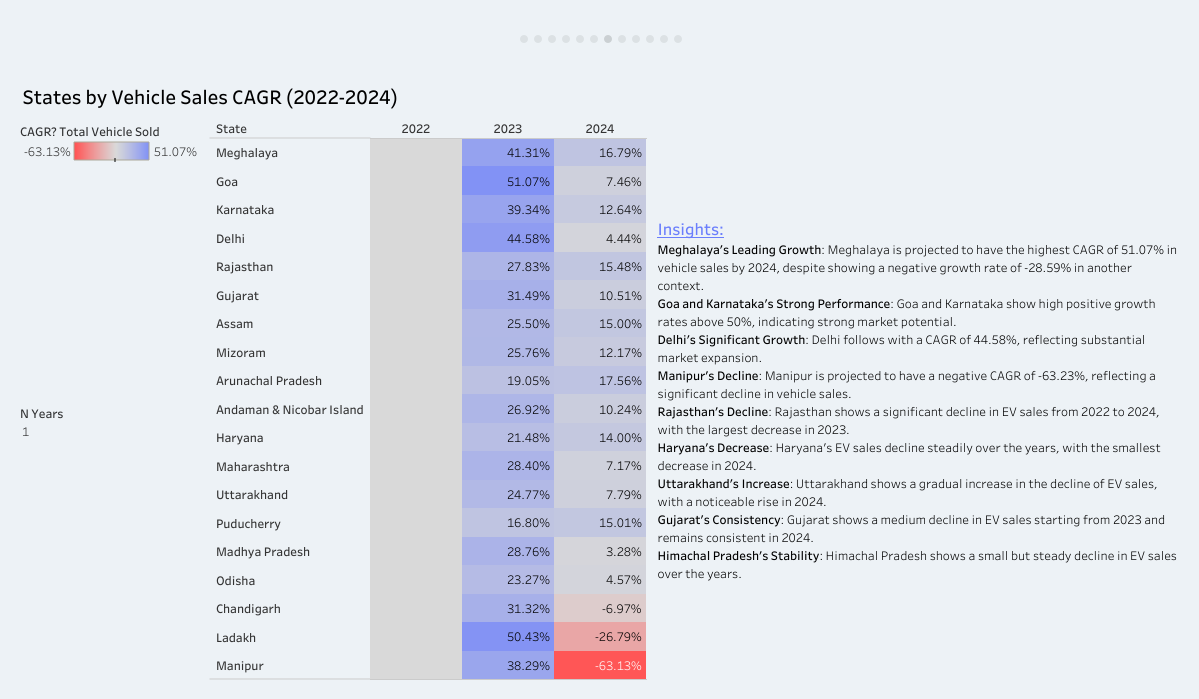 States by Vehicle Sales CAGR (2022-2024)
CAGR? Total Vehicle Sold
-63.13% 51.07%
N Years
1
State 2022 2023 2024
Meghalaya 41.31% 16.79%
Goa 51.07% 7.46%
Karnataka 39.34% 12.64%
Delhi 44.58% 4.44%
Rajasthan 27.83% 15.48%
Gujarat 31.49% 10.51%
Assam 25.50% 15.00%
Mizoram 25.76% 12.17%
Arunachal Pradesh 19.05% 17.56%
Andaman & Nicobar Island 26.92% 10.24%
Haryana 21.48% 14.00%
Maharashtra 28.40% 7.17%
Uttarakhand 24.77% 7.79%
Puducherry 16.80% 15.01%
Madhya Pradesh 28.76% 3.28%
Odisha 23.27% 4.57%
Chandigarh 31.32% -6.97%
Ladakh 50.43% -26.79%
Manipur 38.29% -63.13%
Insights:
Meghalaya's Leading Growth: Meghalaya is projected to have the highest CAGR of 51.07% in
vehicle sales by 2024, despite showing a negative growth rate of -28.59% in another
context.
Goa and Karnataka's Strong Performance: Goa and Karnataka show high positive growth
rates above 50%, indicating strong market potential.
Delhi's Significant Growth: Delhi follows with a CAGR of 44.58%, reflecting substantial
market expansion.
Manipur's Decline: Manipur is projected to have a negative CAGR of -63.23%, reflecting a
significant decline in vehicle sales.
Rajasthan's Decline: Rajasthan shows a significant decline in EV sales from 2022 to 2024,
with the largest decrease in 2023.
Haryana's Decrease: Haryana's EV sales decline steadily over the years, with the smallest
decrease in 2024.
Uttarakhand's Increase: Uttarakhand shows a gradual increase in the decline of EV sales,
with a noticeable rise in 2024.
Gujarat's Consistency: Gujarat shows a medium decline in EV sales starting from 2023 and
remains consistent in 2024.
Himachal Pradesh's Stability: Himachal Pradesh shows a small but steady decline in EV sales
over the years.